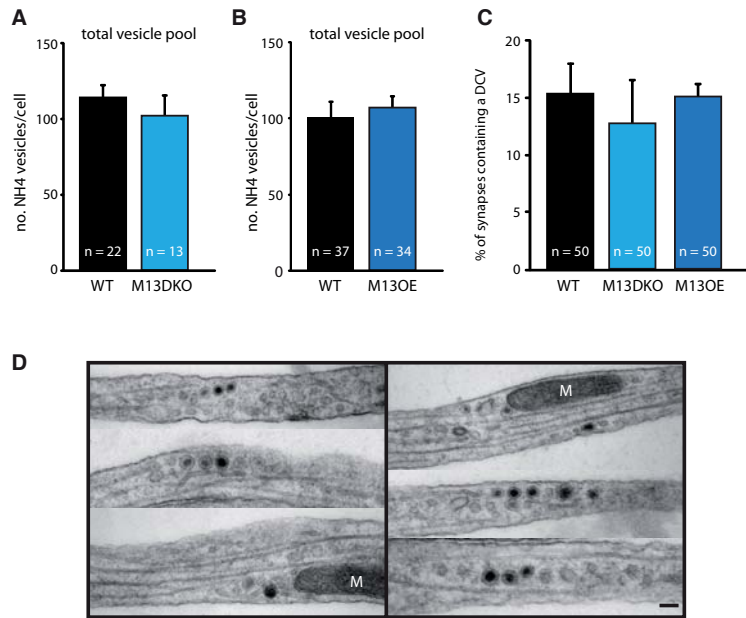 A
total vesicle pool
no. NH4 vesicles/cell
150
100
50
0
n = 22
n = 13
WT
M13DKO
B
total vesicle pool
no. NH4 vesicles/cell
150
100
50
0
n = 37
n = 34
WT
M13OE
C
% of synapses containing a DCV
20
15
10
5
0
n = 50
n = 50
n = 50
WT
M13DKO
M13OE
D
M
M